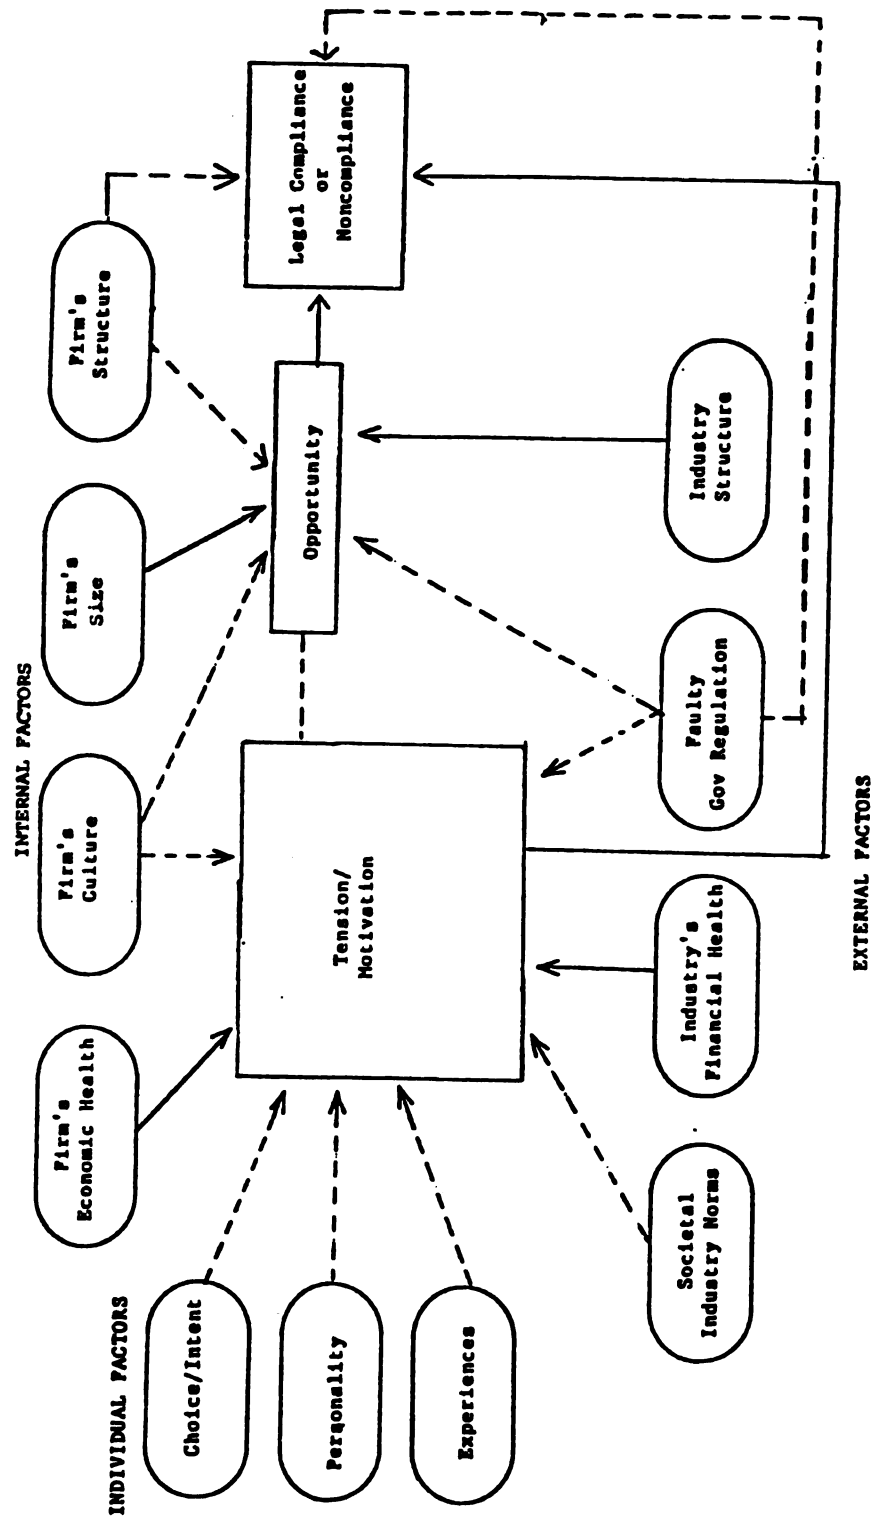 INTERNAL FACTORS
Firm's
Economic Health
Firm's
Culture
Firm's
Size
Firm's
Structure
INDIVIDUAL FACTORS
Choice/Intent
Personality
Experiences
Tension/
Motivation
Opportunity
Legal Compliance
or
Noncompliance
Societal
Industry Norms
Industry's
Financial Health
Faulty
Gov Regulation
Industry
Structure
EXTERNAL FACTORS